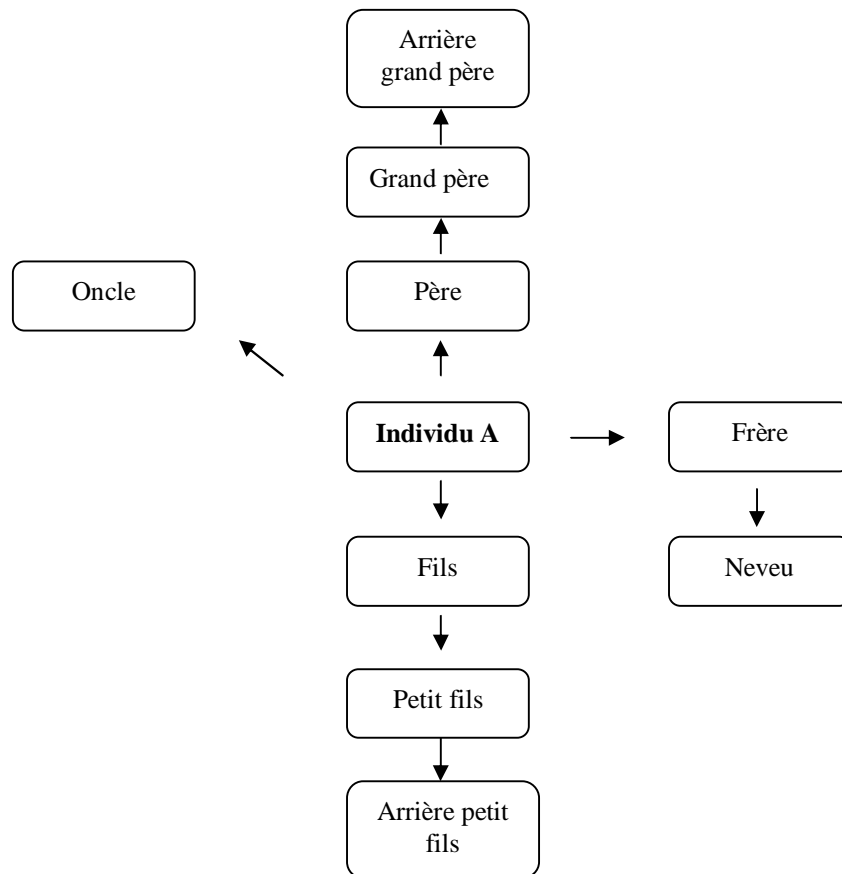 Arrière
grand père
Grand père
Oncle
Père
Individu A
Frère
Fils
Neveu
Petit fils
Arrière petit
fils